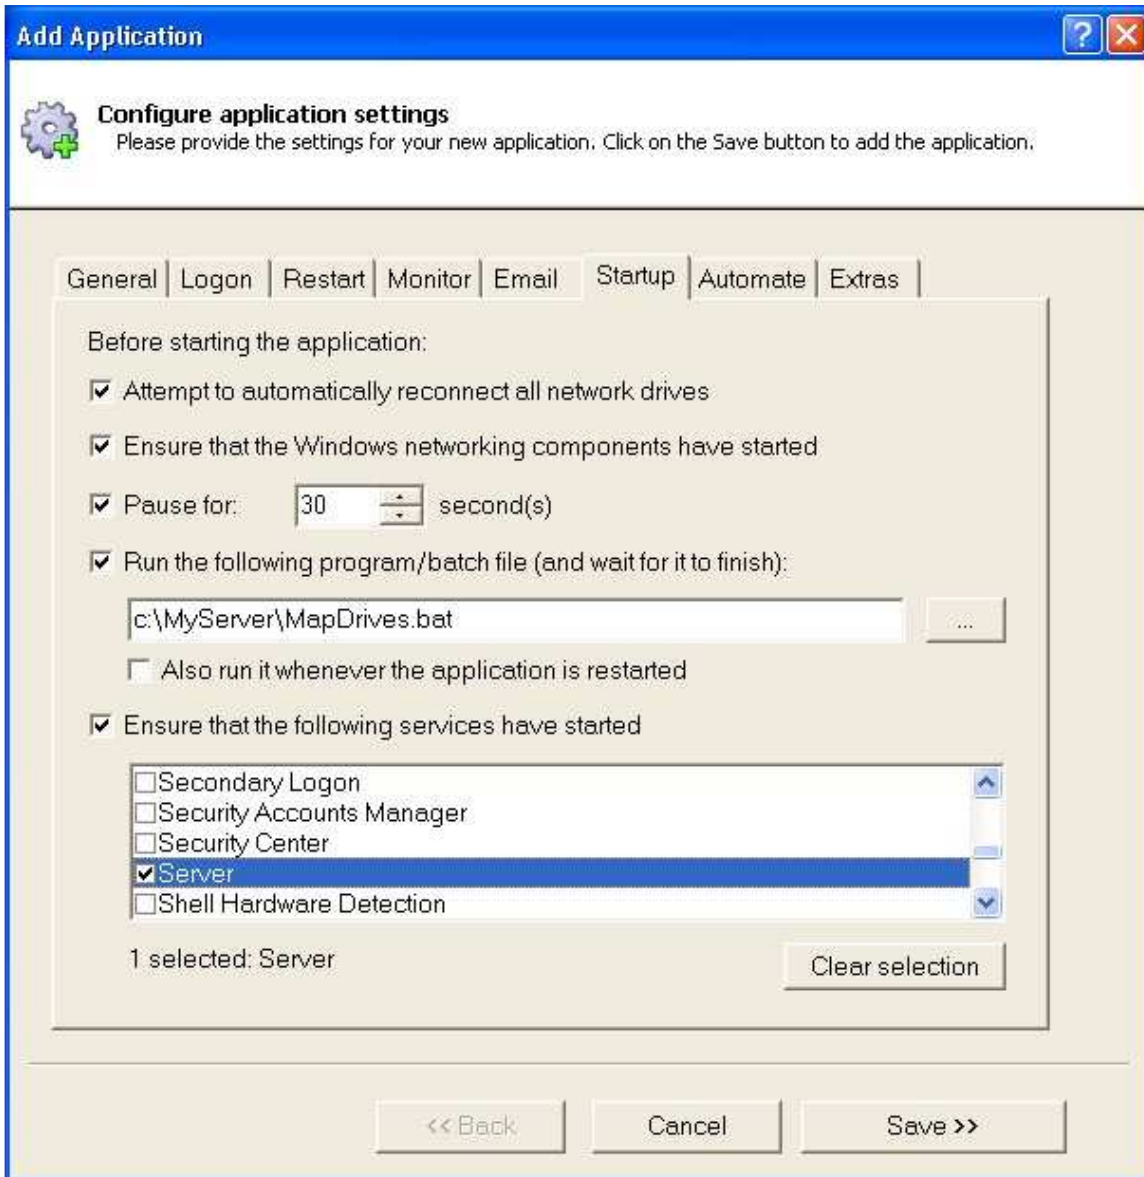 Add Application
Configure application settings
Please provide the settings for your new application. Click on the Save button to add the application.
General Logon Restart Monitor Email Startup Automate Extras
Before starting the application:
Attempt to automatically reconnect all network drives
Ensure that the Windows networking components have started
Pause for: 30 second(s)
Run the following program/batch file (and wait for it to finish):
c:\MyServer\MapDrives.bat ...
Also run it whenever the application is restarted
Ensure that the following services have started
Secondary Logon
Security Accounts Manager
Security Center
Server
Shell Hardware Detection
1 selected: Server Clear selection
<< Back Cancel Save >>